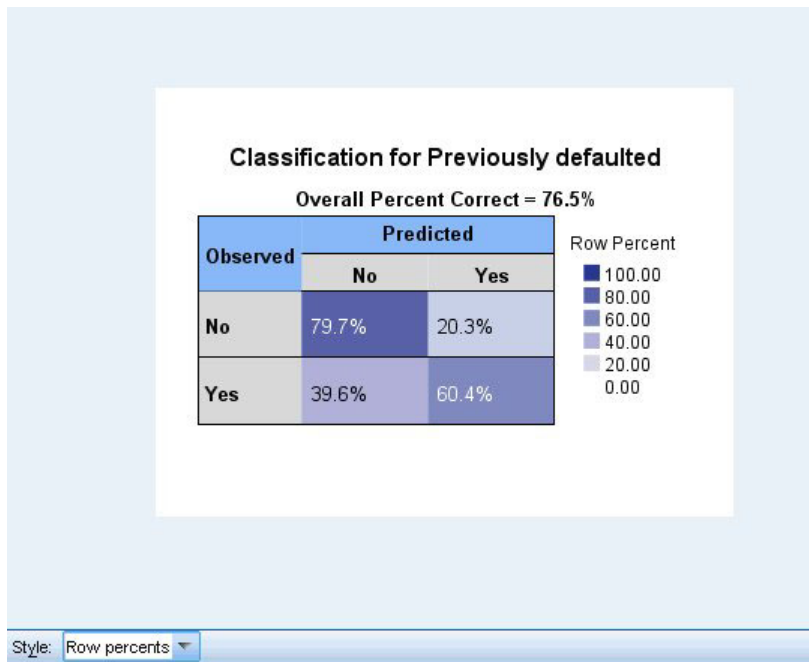 Classification for Previously defaulted
Overall Percent Correct = 76.5%
Observed
Predicted
No Yes
No 79.7% 20.3%
Yes 39.6% 60.4%
Row Percent
100.00
80.00
60.00
40.00
20.00
0.00
Style: Row percents